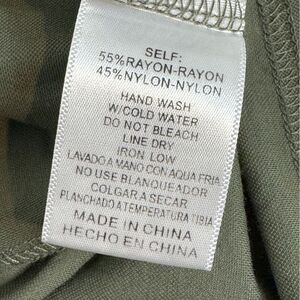 SELF:
55%RAYON-RAYON
45%NYLON-NYLON
HAND WASH
W/COLD WATER
DO NOT BLEACH
LINE DRY
IRON LOW
LAVADO A MANO CON AQUA FRIA
NO USE BLANQUEADOR
COLGAR A SECAR
PLANCHADO A TEMPERATURA TIBIA
MADE IN CHINA
HECHO EN CHINA